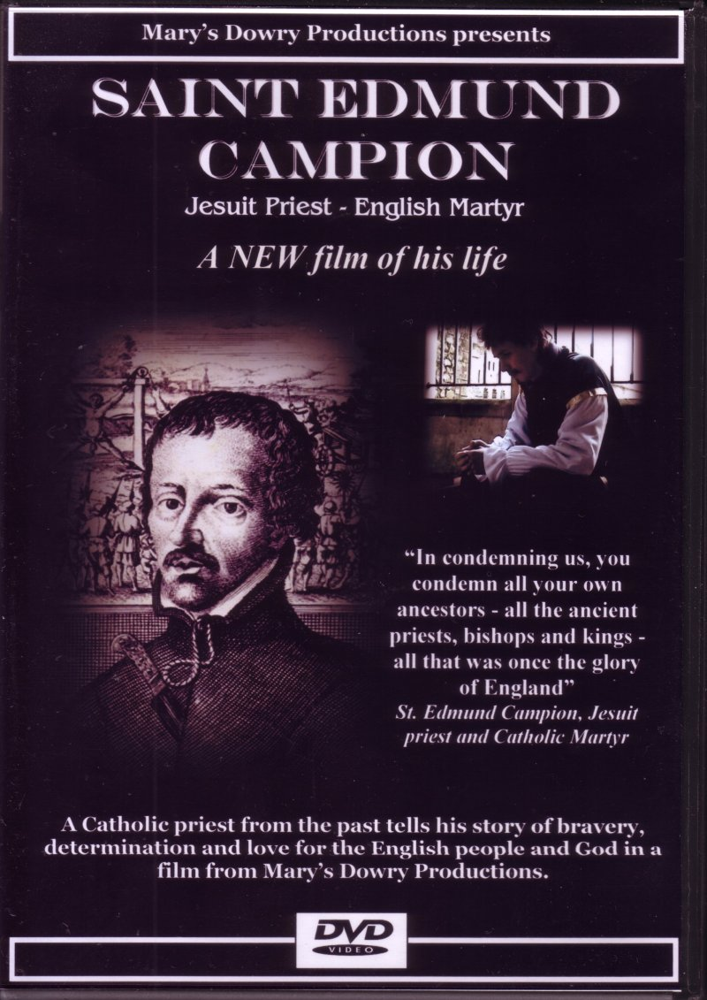 Mary's Dowry Productions presents
SAINT EDMUND
CAMPION
Jesuit Priest - English Martyr
A NEW film of his life
“In condemning us, you
condemn all your own
ancestors - all the ancient
priests, bishops and kings -
all that was once the glory
of England”
St. Edmund Campion, Jesuit
priest and Catholic Martyr
A Catholic priest from the past tells his story of bravery,
determination and love for the English people and God in a
film from Mary's Dowry Productions.
DVD
VIDEO